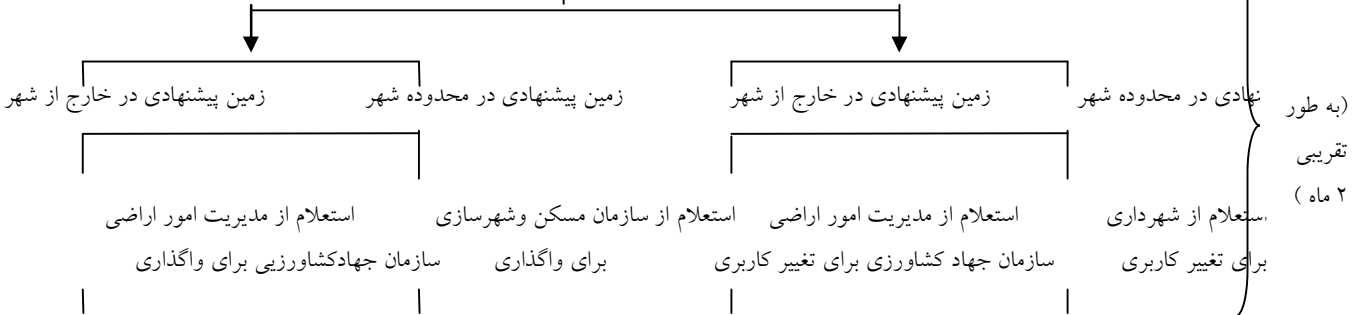 نهادی در محدوده شهر زمین پیشنهادی در خارج از شهر زمین پیشنهادی در محدوده شهر زمین پیشنهادی در خارج از شهر
(به طور
تقریبی
۲ ماه )
ستعلام از شهرداری استعلام از مدیریت امور اراضی استعلام از سازمان مسکن وشهرسازی استعلام از مدیریت امور اراضی
برای تغییر کاربری سازمان جهاد کشاورزی برای تغییر کاربری برای واگذاری سازمان جهادکشاورزیی برای واگذاری